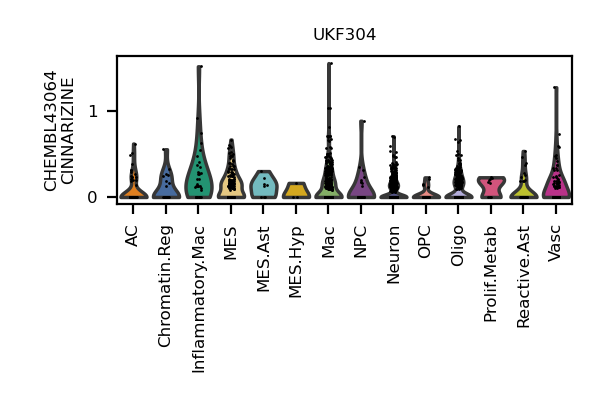 UKF304
CHEMBL43064
CINNARIZINE
1
0
AC
Chromatin.Reg
Inflammatory.Mac
MES
MES.Ast
MES.Hyp
Mac
NPC
Neuron
OPC
Oligo
Prolif.Metab
Reactive.Ast
Vasc